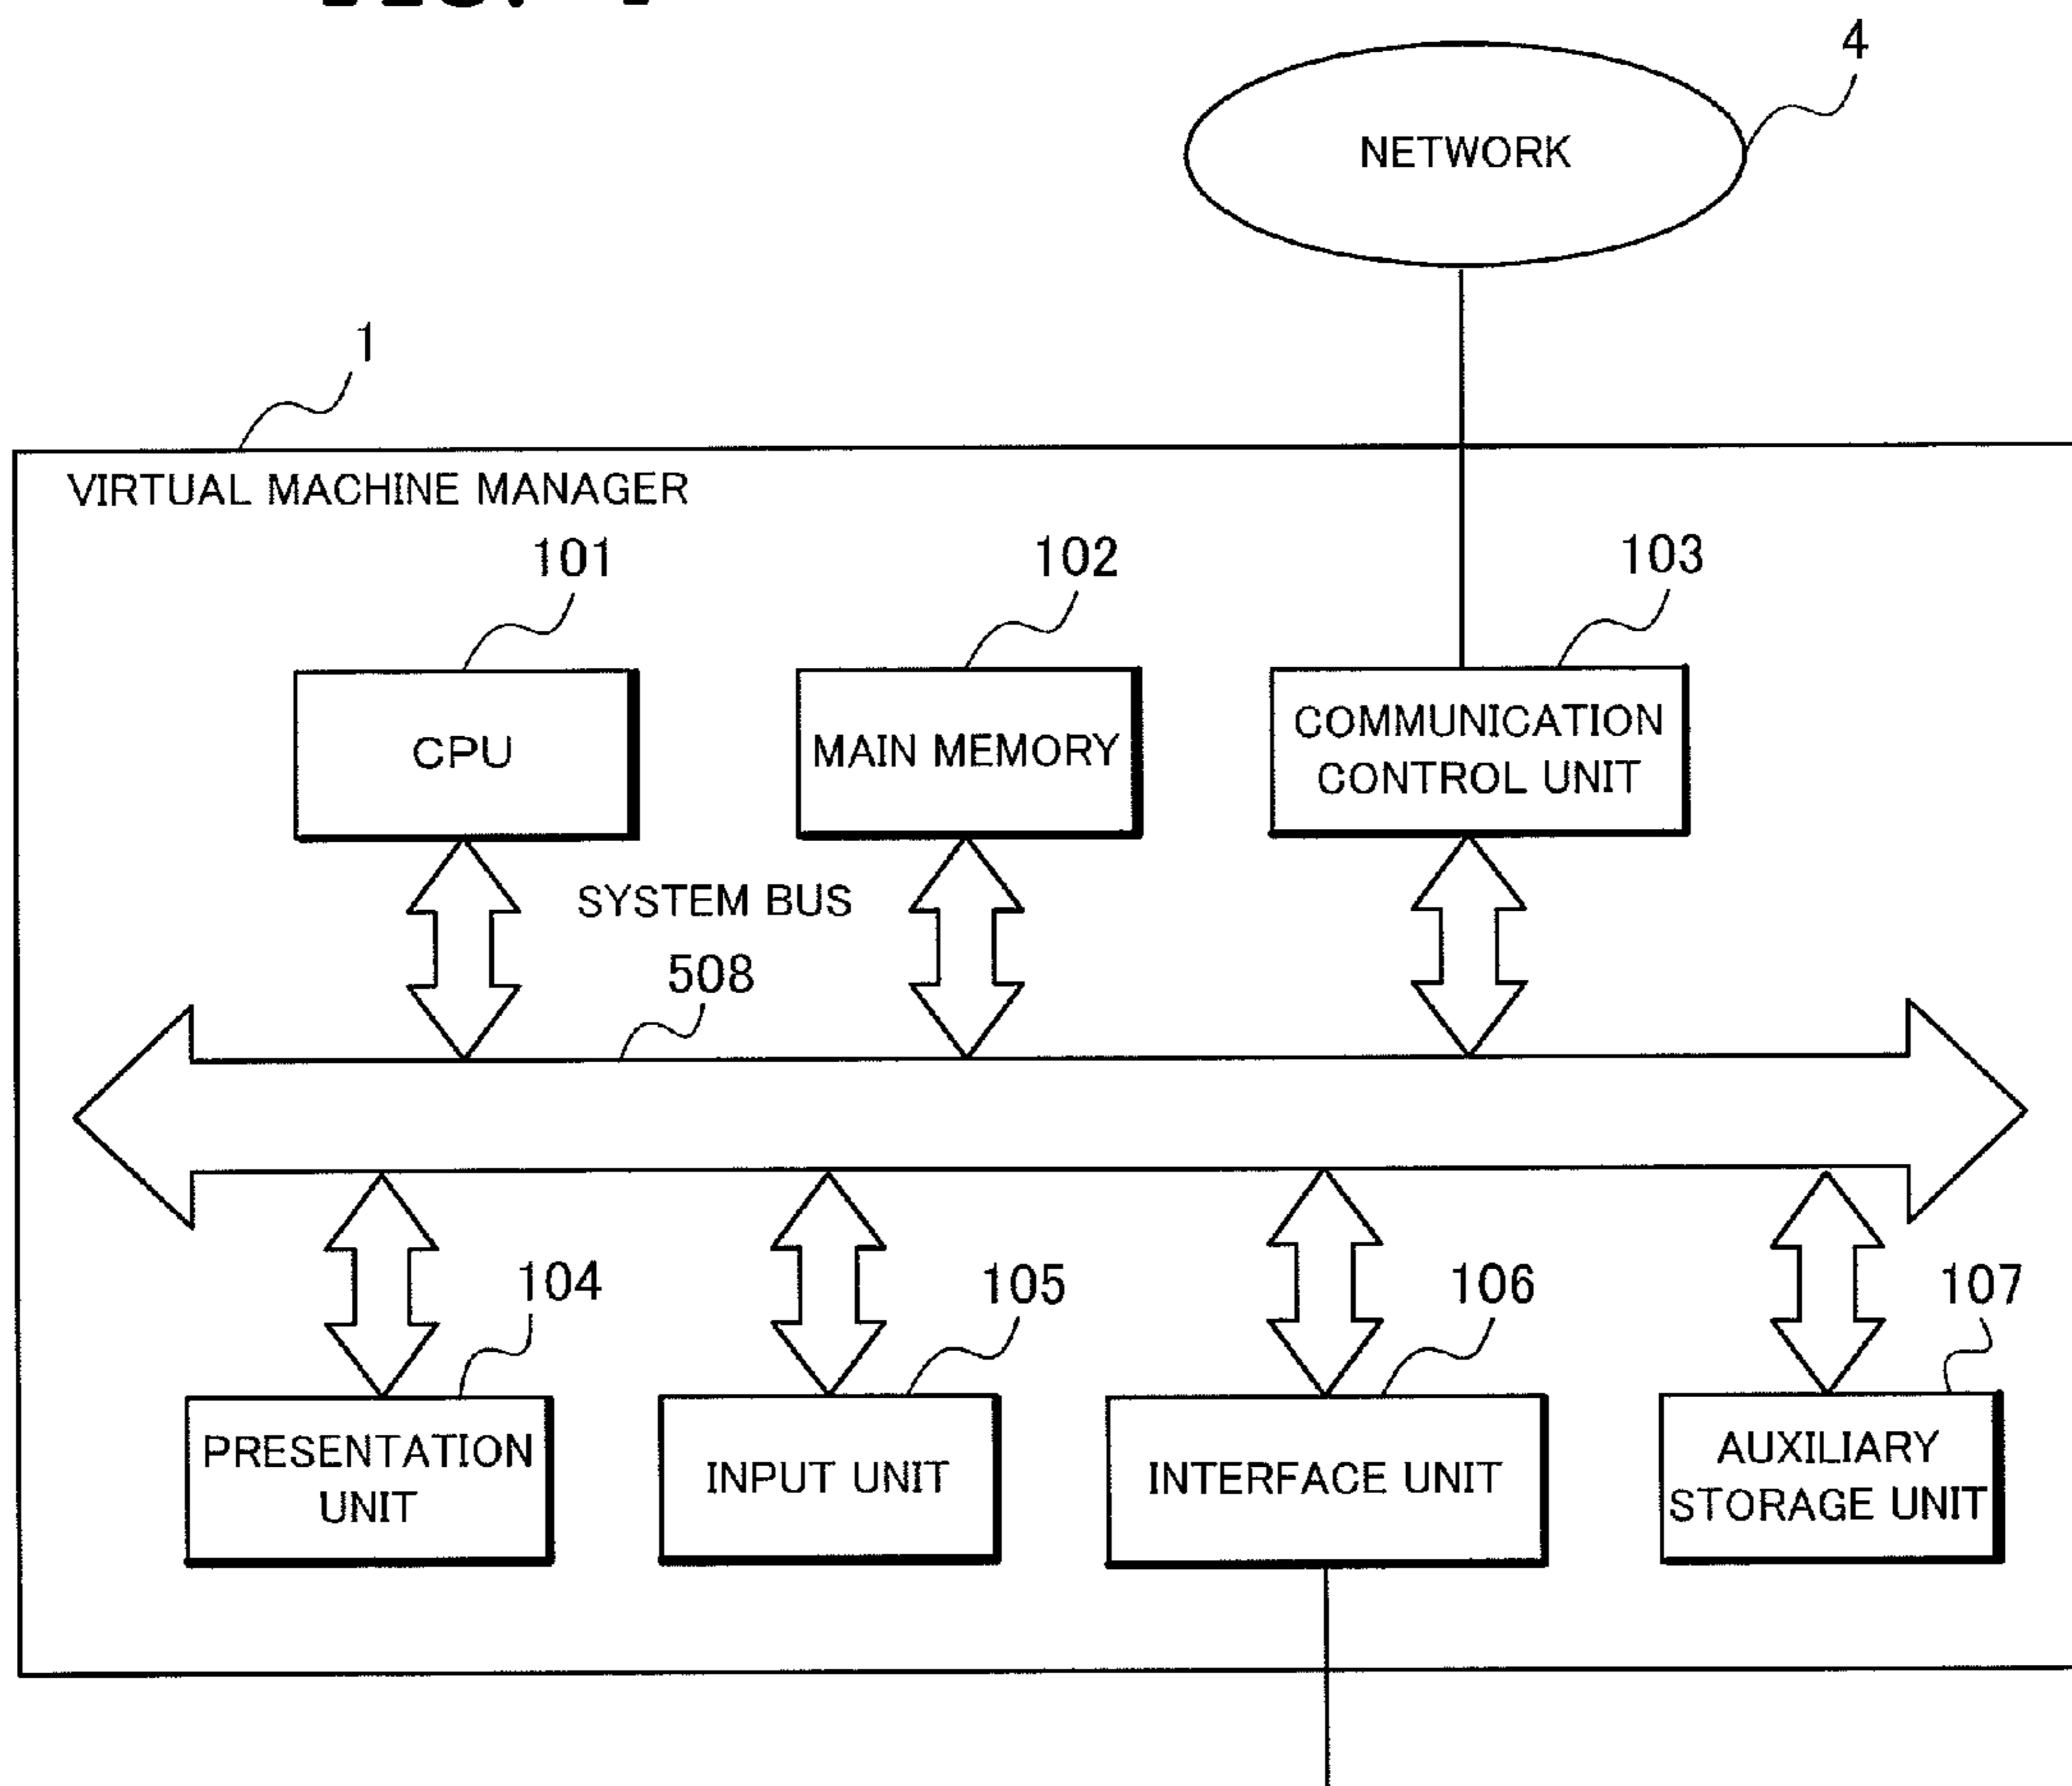 4
NETWORK
1
VIRTUAL MACHINE MANAGER
101
102
103
CPU
MAIN MEMORY
COMMUNICATION
CONTROL UNIT
SYSTEM BUS
508
104
105
106
107
PRESENTATION
UNIT
INPUT UNIT
INTERFACE UNIT
AUXILIARY
STORAGE UNIT